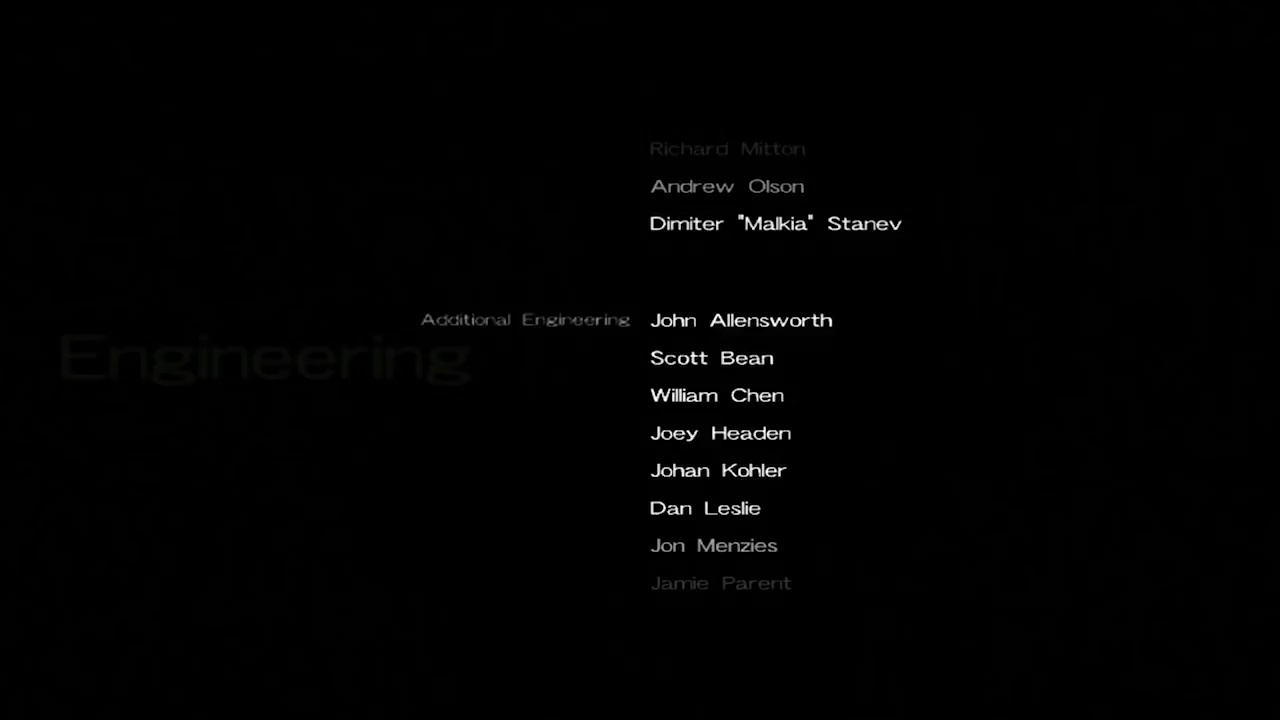 Richard Mitton
Andrew Olson
Dimiter "Malkia" Stanev
Additional Engineering John Allensworth
Engineering
Scott Bean
William Chen
Joey Headen
Johan Kohler
Dan Leslie
Jon Menzies
Jamie Parent